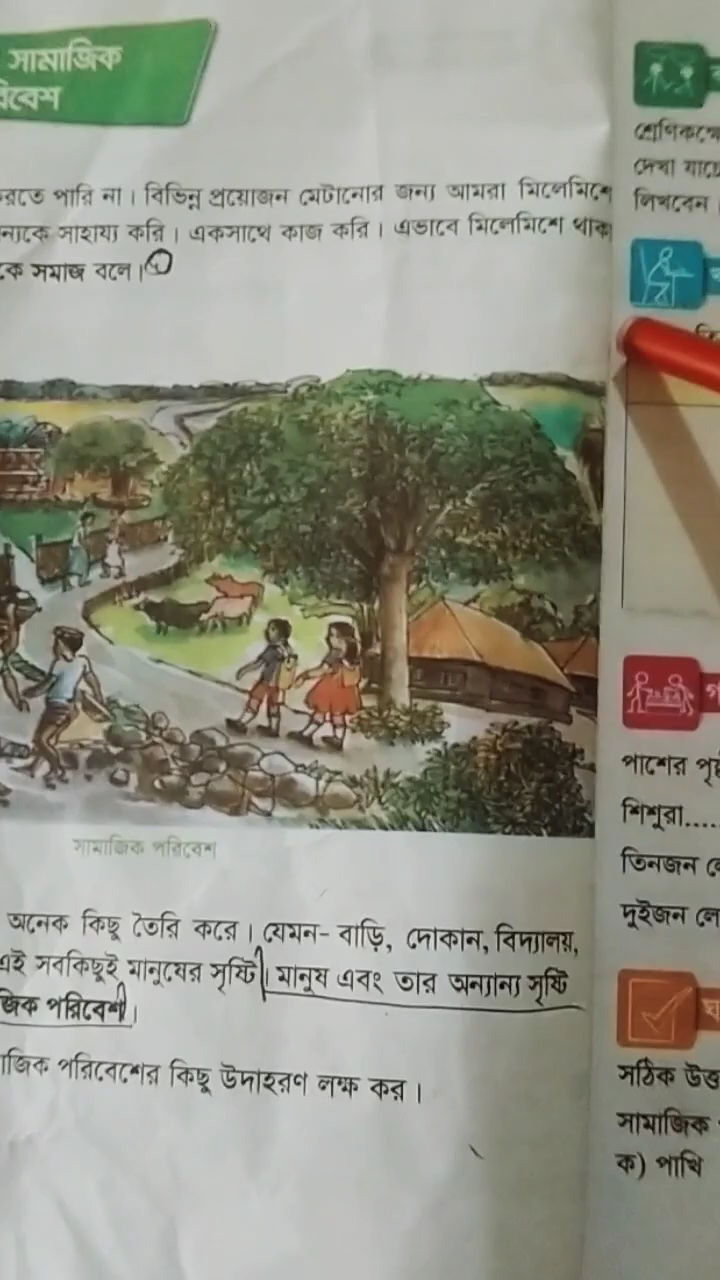 সামাজিক
রিবেশ
রতে পারি না। বিভিন্ন প্রয়োজন মেটানোর জন্য আমরা মিলেমিশে
ন্যকে সাহায্য করি। একসাথে কাজ করি। এভাবে মিলেমিশে থাক
কে সমাজ বলে।
সামাজিক পরিবেশ
অনেক কিছু তৈরি করে। যেমন- বাড়ি, দোকান, বিদ্যালয়,
এই সবকিছুই মানুষের সৃষ্টি। মানুষ এবং তার অন্যান্য সৃষ্টি
জিক পরিবেশ।
াজিক পরিবেশের কিছু উদাহরণ লক্ষ কর।
শ্রেণিকক্ষে
দেখা যাচ্ছে
লিখবেন।
পাশের পৃষ্ঠ
শিশুরা....
তিনজন লে
দুইজন লো
সঠিক উত্ত
সামাজিক
ক) পাখি